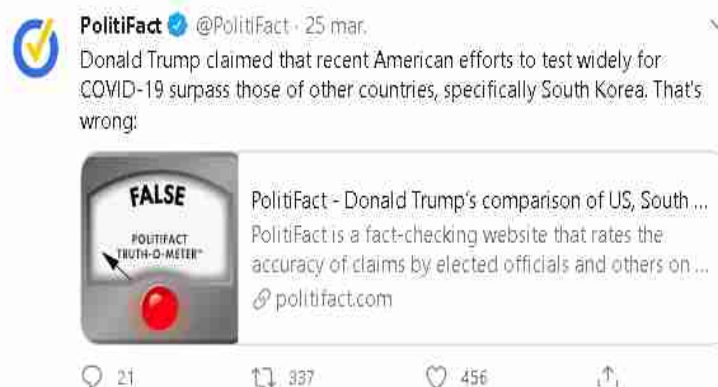 PolitiFact @PolitiFact · 25 mar.
Donald Trump claimed that recent American efforts to test widely for
COVID-19 surpass those of other countries, specifically South Korea. That's
wrong:
FALSE
POLITIFACT
TRUTH-O-METER™
PolitiFact - Donald Trump's comparison of US, South ...
PolitiFact is a fact-checking website that rates the
accuracy of claims by elected officials and others on ...
politifact.com
21 337 456